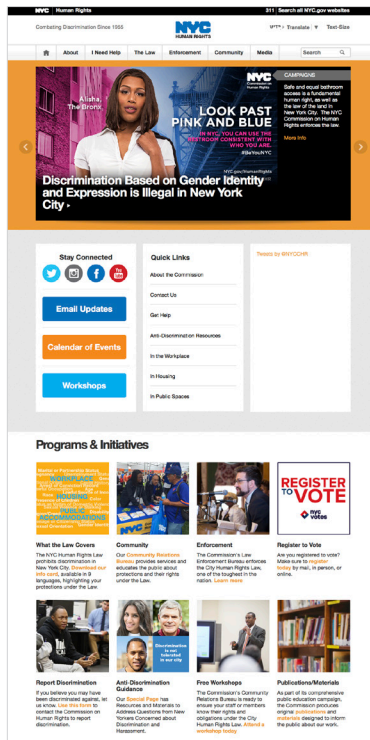 NYC Human Rights
311 Search all NYC.gov websites
Combating Discrimination Since 1955
NYC
HUMAN RIGHTS
Translate ▼ Text-Size
About I Need Help The Law Enforcement Community Media Search
Alisha,
The Bronx
NYC
LOOK PAST
PINK AND BLUE
IN NYC, YOU CAN USE THE
RESTROOM CONSISTENT WITH
WHO YOU ARE.
#BeYouNYC
NYC.gov/HumanRights
Discrimination Based on Gender Identity
and Expression is Illegal in New York
City
CAMPAIGNS
Safe and equal bathroom
access is a fundamental
human right, as well as
the law of the land in
New York City. The NYC
Commission on Human
Rights enforces the law.
More Info
Stay Connected
You
Tube
Email Updates
Calendar of Events
Workshops
Quick Links
About the Commission
Contact Us
Get Help
Anti-Discrimination Resources
In the Workplace
In Housing
In Public Spaces
Tweets by @NYCCHR
Programs & Initiatives
WORKPLACE
HOUSING
PUBLIC
ACCOMMODATIONS
What the Law Covers
The NYC Human Rights Law
prohibits discrimination in
New York City. Download our
info card, available in 9
languages, highlighting your
protections under the Law.
NYC
Community
Our Community Relations
Bureau provides services and
educates the public about
protections and their rights
under the Law.
Enforcement
The Commission's Law
Enforcement Bureau enforces
the City Human Rights Law,
one of the toughest in the
nation. Learn more.
REGISTER
TO VOTE
nyc
votes
Register to Vote
Are you registered to vote?
Make sure to register
today by mail, in person, or
online.
Report Discrimination
If you believe you may have
been discriminated against, let
us know. Use this form to
contact the Commission on
Human Rights to report
discrimination.
Discrimination
is not
tolerated
in our city
Anti-Discrimination
Guidance
Our Special Page has
Resources and Materials to
Address Questions from New
Yorkers Concerned about
Discrimination and
Harassment.
Free Workshops
The Commission's Community
Relations Bureau is ready to
ensure your staff or members
know their rights and
obligations under the City
Human Rights Law. Attend a
workshop today.
Publications/Materials
As part of its comprehensive
public education campaign,
the Commission produces
original publications and
materials designed to inform
the public about our work.